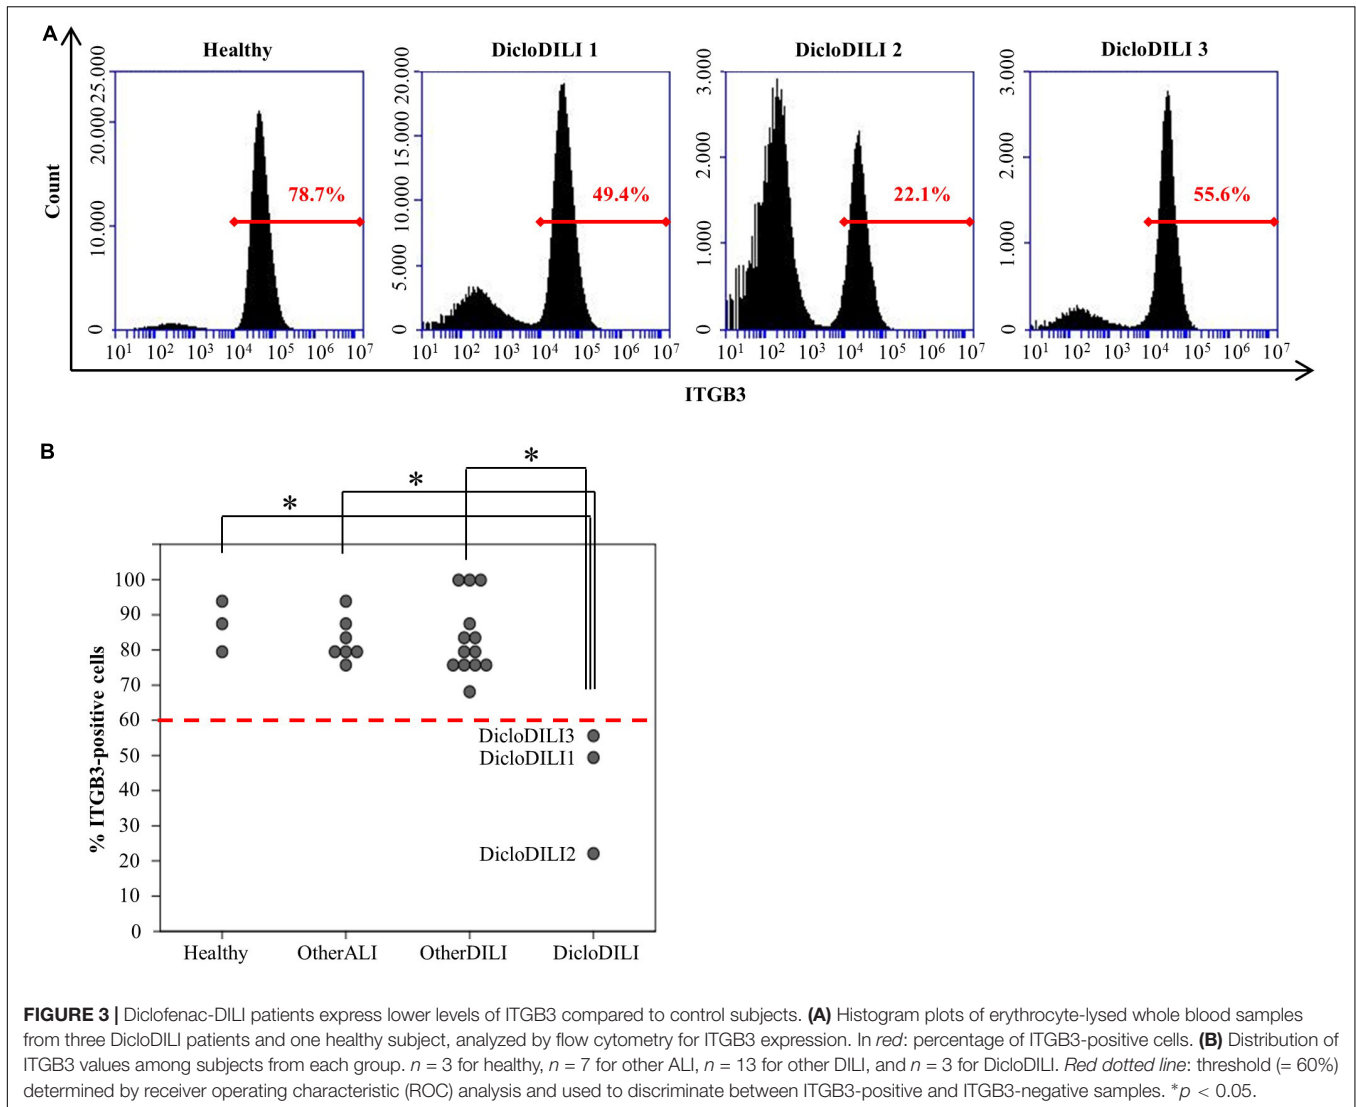 A
Healthy
DicloDILI 1
DicloDILI 2
DicloDILI 3
Count
25.000
20.000
10.000
0
78.7%
10¹ 10² 10³ 10⁴ 10⁵ 10⁶ 10⁷
20.000
15.000
10.000
5.000
0
49.4%
10¹ 10² 10³ 10⁴ 10⁵ 10⁶ 10⁷
3.000
2.000
1.000
0
22.1%
10¹ 10² 10³ 10⁴ 10⁵ 10⁶ 10⁷
3.000
2.000
1.000
0
55.6%
10¹ 10² 10³ 10⁴ 10⁵ 10⁶ 10⁷
ITGB3
B
*
*
*
% ITGB3-positive cells
100
90
80
70
60
50
40
30
20
10
0
DicloDILI3
DicloDILI1
DicloDILI2
Healthy OtherALI OtherDILI DicloDILI
FIGURE 3 | Diclofenac-DILI patients express lower levels of ITGB3 compared to control subjects. (A) Histogram plots of erythrocyte-lysed whole blood samples
from three DicloDILI patients and one healthy subject, analyzed by flow cytometry for ITGB3 expression. In red: percentage of ITGB3-positive cells. (B) Distribution of
ITGB3 values among subjects from each group. n = 3 for healthy, n = 7 for other ALI, n = 13 for other DILI, and n = 3 for DicloDILI. Red dotted line: threshold (= 60%)
determined by receiver operating characteristic (ROC) analysis and used to discriminate between ITGB3-positive and ITGB3-negative samples. *p < 0.05.